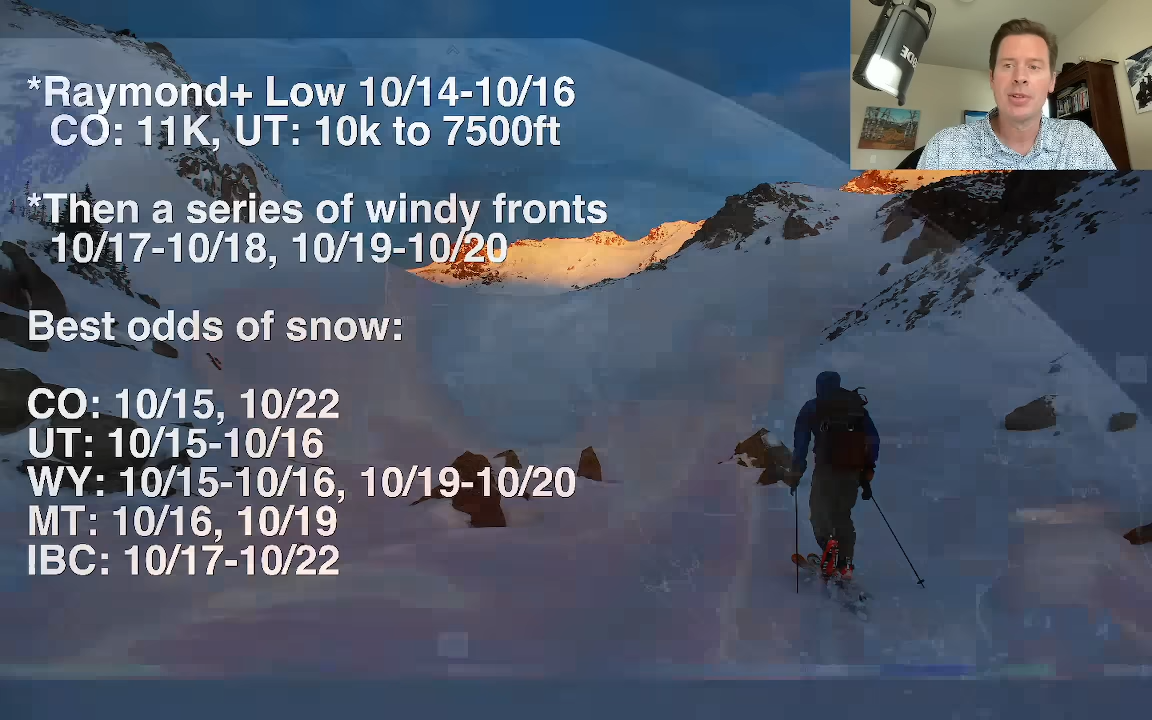 *Raymond+ Low 10/14-10/16
CO: 11K, UT: 10k to 7500ft
*Then a series of windy fronts
10/17-10/18, 10/19-10/20
Best odds of snow:
CO: 10/15, 10/22
UT: 10/15-10/16
WY: 10/15-10/16, 10/19-10/20
MT: 10/16, 10/19
IBC: 10/17-10/22
RODE